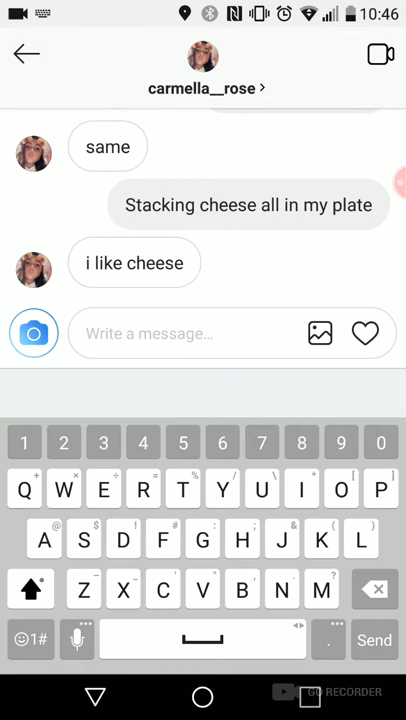 10:46
carmella__rose >
same
Stacking cheese all in my plate
i like cheese
Write a message...
1 2 3 4 5 6 7 8 9 0
+ × ÷ = % / \ | [ ]
Q W E R T Y U I O P
@ $ ! # : ; & ( )
A S D F G H J K L
_ - ' " , ?
Z X C V B N M
☺1# . Send
GO RECORDER